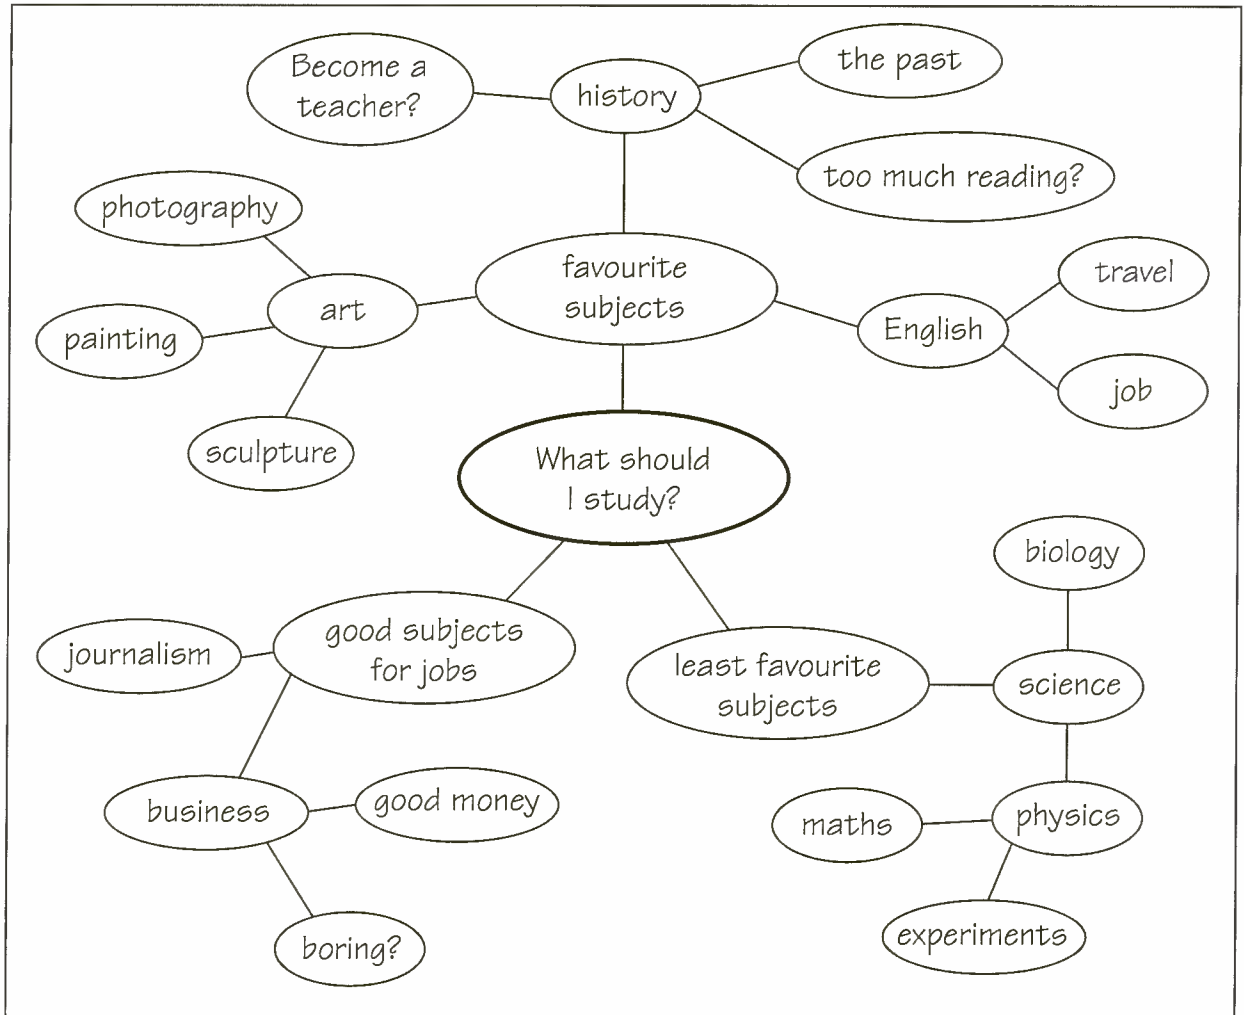 Become a
teacher?
history
the past
too much reading?
photography
favourite
subjects
travel
art
English
painting
job
sculpture
What should
I study?
biology
good subjects
for jobs
journalism
least favourite
subjects
science
business
good money
maths
physics
boring?
experiments